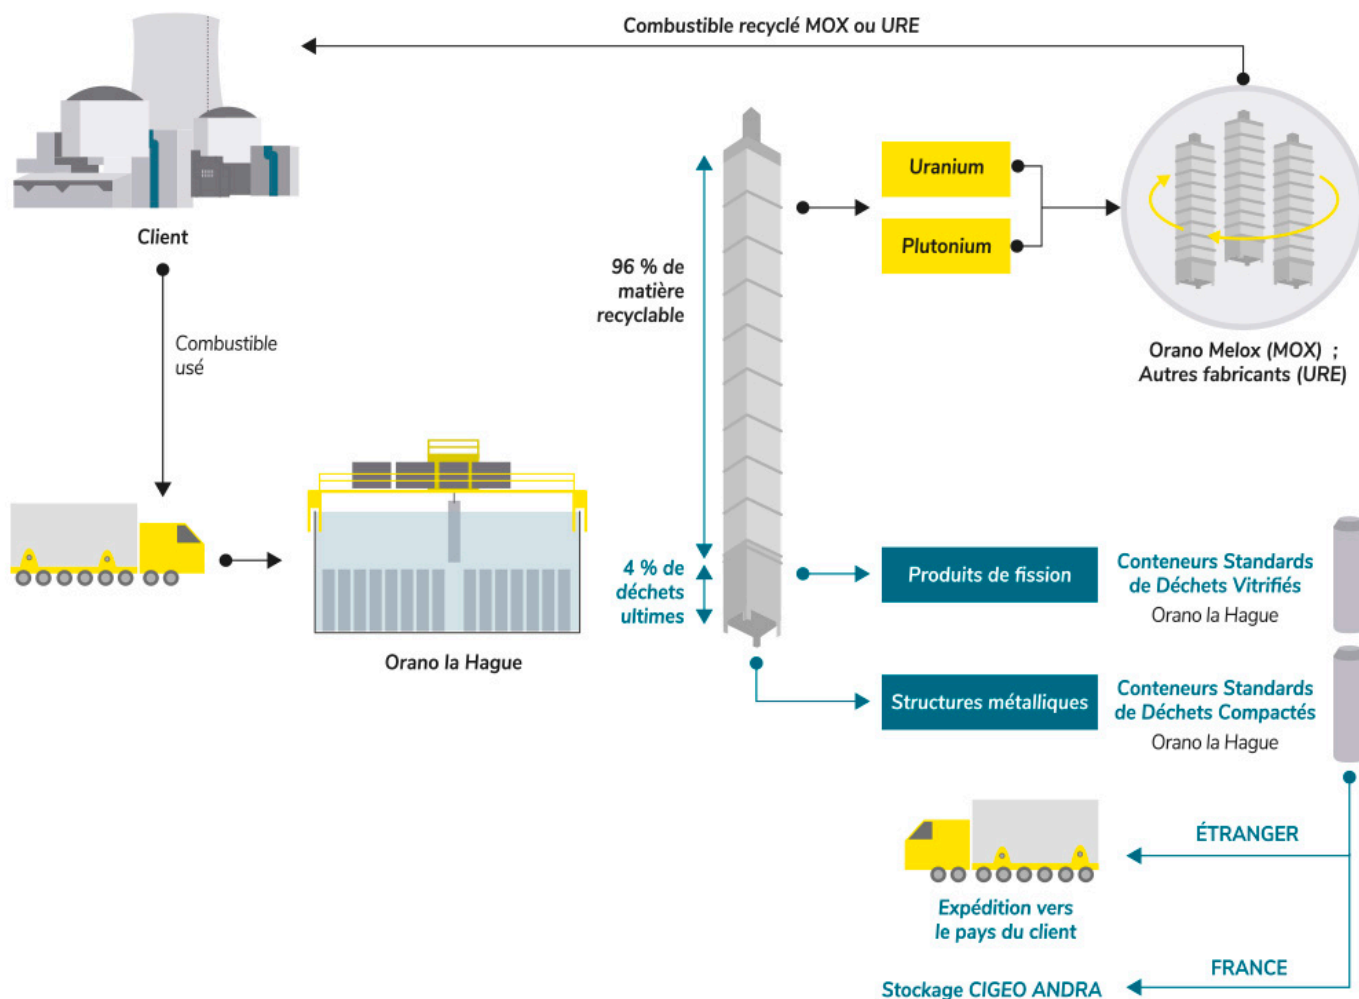 Combustible recyclé MOX ou URE
Client
Combustible
usé
Orano la Hague
96 % de
matière
recyclable
4 % de
déchets
ultimes
Uranium
Plutonium
Orano Melox (MOX) ;
Autres fabricants (URE)
Produits de fission
Conteneurs Standards
de Déchets Vitrifiés
Orano la Hague
Structures métalliques
Conteneurs Standards
de Déchets Compactés
Orano la Hague
ÉTRANGER
Expédition vers
le pays du client
FRANCE
Stockage CIGEO ANDRA